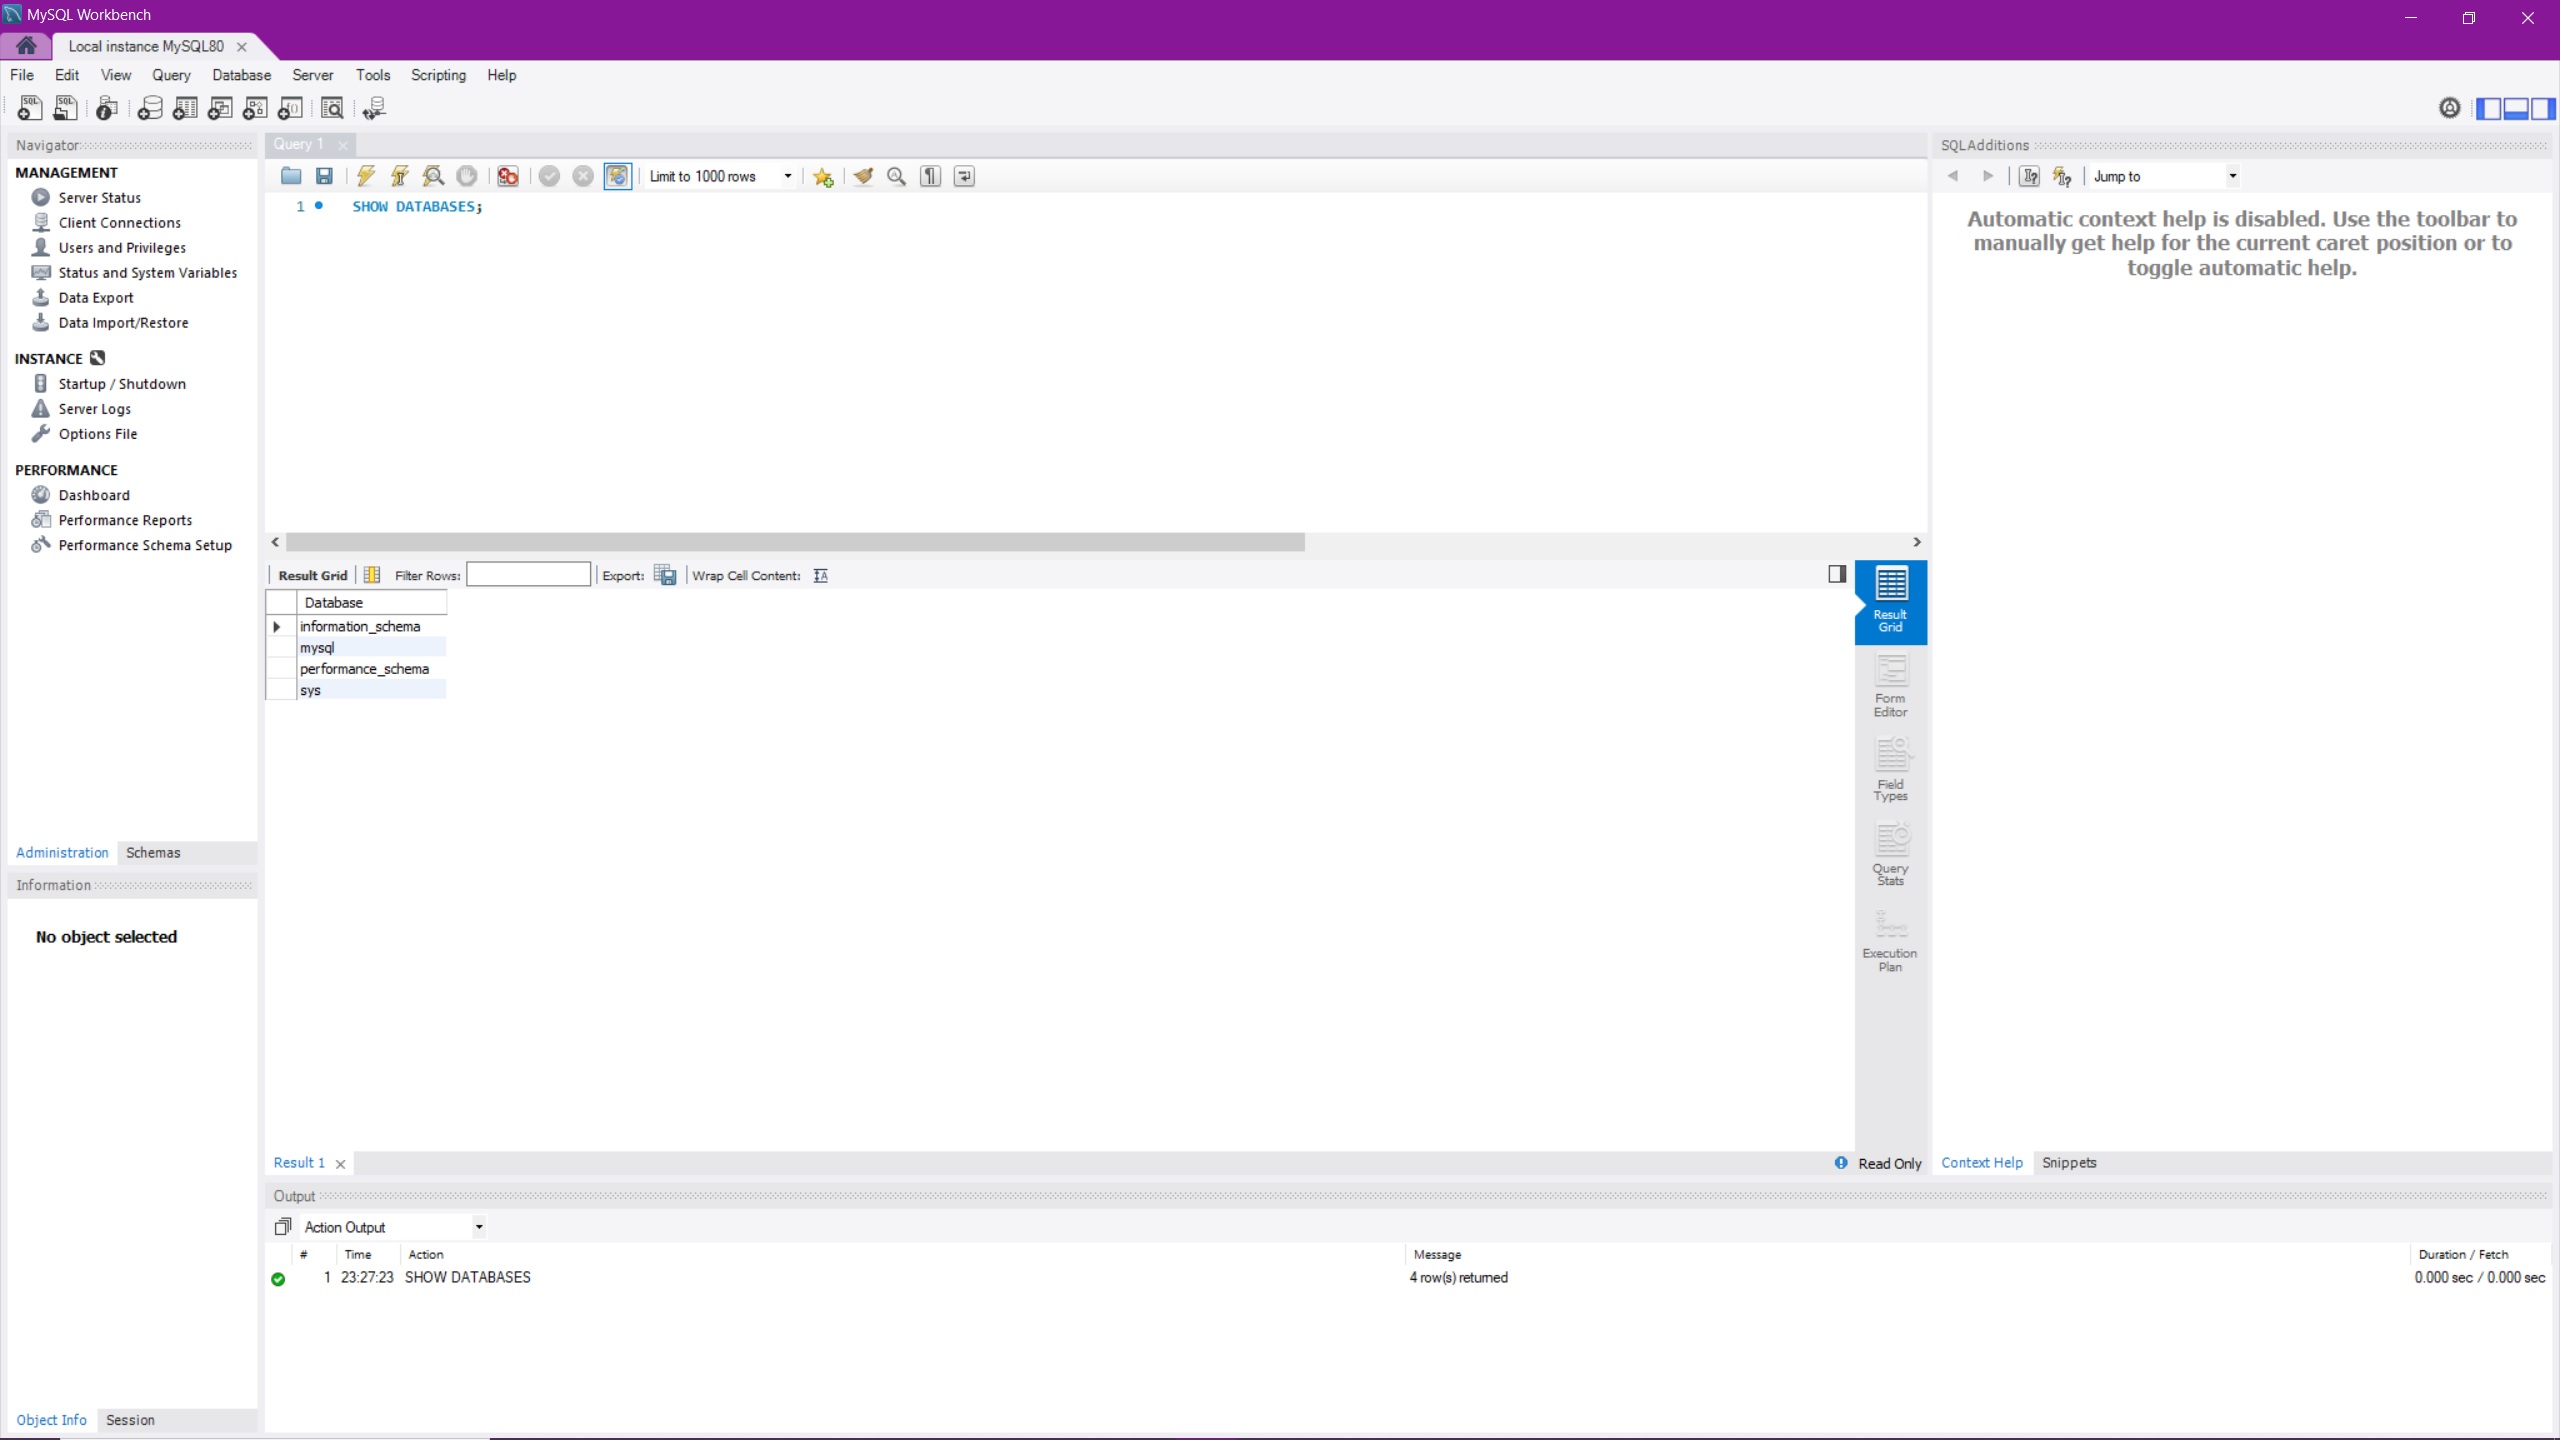 MySQL Workbench
Local instance MySQL80
File Edit View Query Database Server Tools Scripting Help
Navigator
MANAGEMENT
Server Status
Client Connections
Users and Privileges
Status and System Variables
Data Export
Data Import/Restore
INSTANCE
Startup / Shutdown
Server Logs
Options File
PERFORMANCE
Dashboard
Performance Reports
Performance Schema Setup
Administration Schemas
Information
No object selected
Object Info Session
Query 1
Limit to 1000 rows
1 SHOW DATABASES;
Result Grid Filter Rows: Export: Wrap Cell Content:
Database
information_schema
mysql
performance_schema
sys
Result
Grid
Form
Editor
Field
Types
Query
Stats
Execution
Plan
Result 1 Read Only
SQLAdditions
Jump to
Automatic context help is disabled. Use the toolbar to
manually get help for the current caret position or to
toggle automatic help.
Context Help Snippets
Output
Action Output
# Time Action Message Duration / Fetch
1 23:27:23 SHOW DATABASES 4 row(s) returned 0.000 sec / 0.000 sec